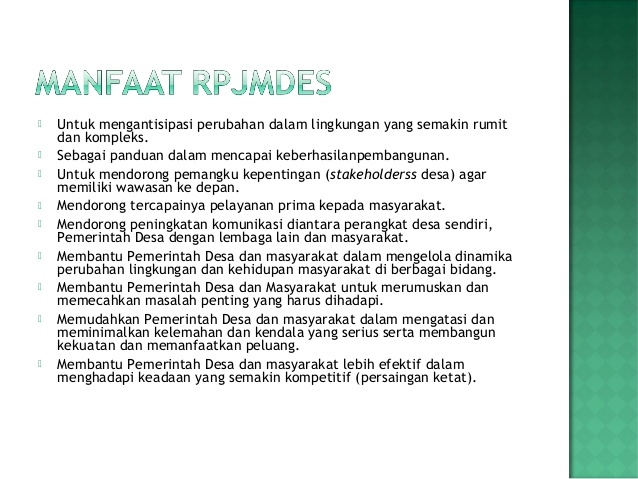 MANFAAT RPJMDES
Untuk mengantisipasi perubahan dalam lingkungan yang semakin rumit
dan kompleks.
Sebagai panduan dalam mencapai keberhasilanpembangunan.
Untuk mendorong pemangku kepentingan (stakeholderss desa) agar
memiliki wawasan ke depan.
Mendorong tercapainya pelayanan prima kepada masyarakat.
Mendorong peningkatan komunikasi diantara perangkat desa sendiri,
Pemerintah Desa dengan lembaga lain dan masyarakat.
Membantu Pemerintah Desa dan masyarakat dalam mengelola dinamika
perubahan lingkungan dan kehidupan masyarakat di berbagai bidang.
Membantu Pemerintah Desa dan Masyarakat untuk merumuskan dan
memecahkan masalah penting yang harus dihadapi.
Memudahkan Pemerintah Desa dan masyarakat dalam mengatasi dan
meminimalkan kelemahan dan kendala yang serius serta membangun
kekuatan dan memanfaatkan peluang.
Membantu Pemerintah Desa dan masyarakat lebih efektif dalam
menghadapi keadaan yang semakin kompetitif (persaingan ketat).